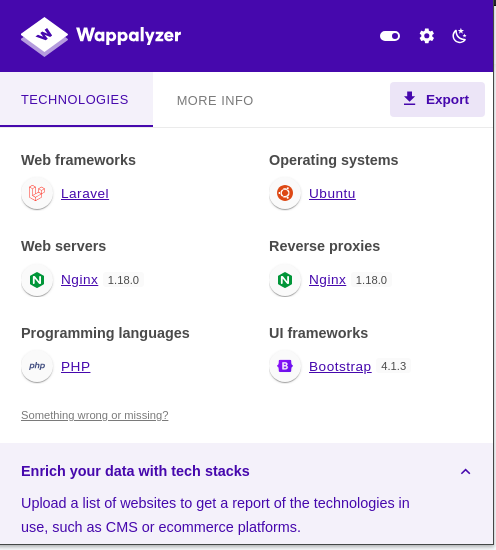 Wappalyzer
TECHNOLOGIES
MORE INFO
Export
Web frameworks
Laravel
Operating systems
Ubuntu
Web servers
Nginx 1.18.0
Reverse proxies
Nginx 1.18.0
Programming languages
php PHP
UI frameworks
B Bootstrap 4.1.3
Something wrong or missing?
Enrich your data with tech stacks
Upload a list of websites to get a report of the technologies in
use, such as CMS or ecommerce platforms.